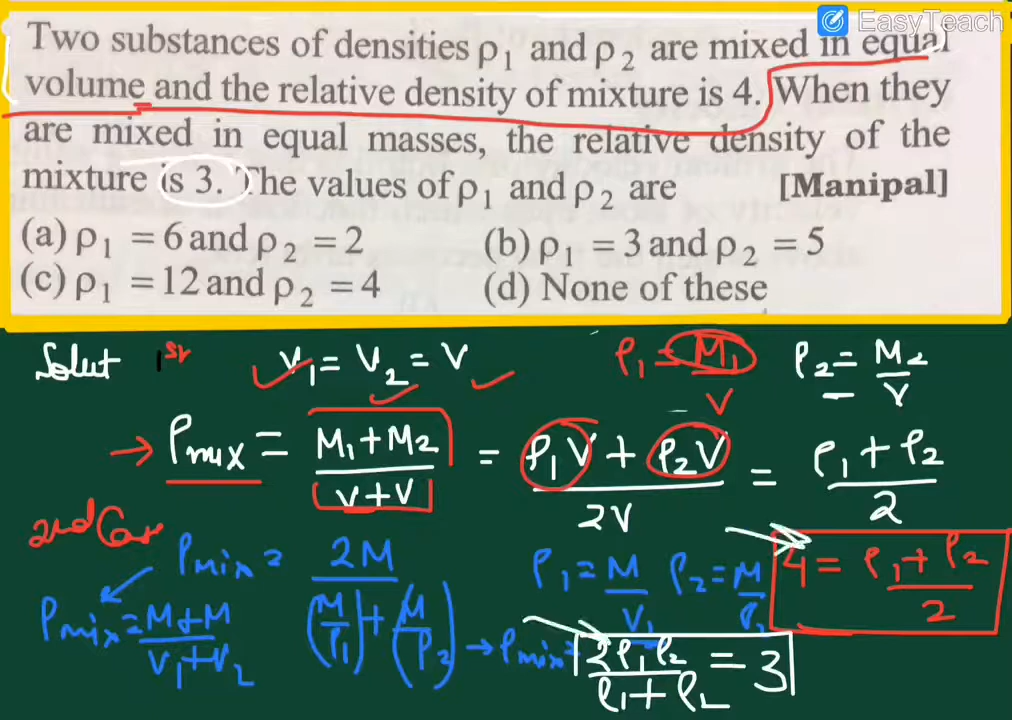 EasyTeach
Two substances of densities ρ₁ and ρ₂ are mixed in equal
volume and the relative density of mixture is 4. When they
are mixed in equal masses, the relative density of the
mixture is 3. The values of ρ₁ and ρ₂ are [Manipal]
(a) ρ₁ = 6 and ρ₂ = 2 (b) ρ₁ = 3 and ρ₂ = 5
(c) ρ₁ = 12 and ρ₂ = 4 (d) None of these
Solut 1st V₁ = V₂ = V ρ₁ = M₁/V ρ₂ = M₂/V
→ ρmix = (M₁+M₂)/(V+V) = (ρ₁V + ρ₂V)/2V = (ρ₁ + ρ₂)/2
2nd Case
ρmix = 2M/((M/ρ₁)+(M/ρ₂)) ρ₁ = M/V₁ ρ₂ = M/V₂ 4 = (ρ₁ + ρ₂)/2
ρmix = (M+M)/(V₁+V₂) → ρmix = 2ρ₁ρ₂/(ρ₁+ρ₂) = 3